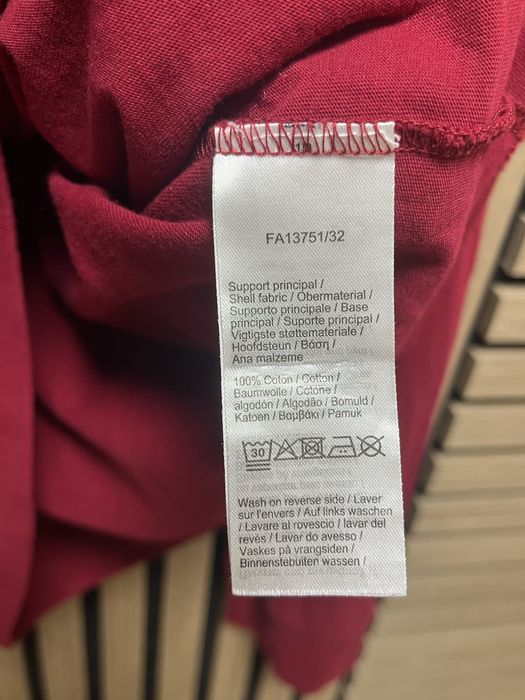 FA13751/32
Support principal /
Shell fabric / Obermaterial /
Supporto principale / Base
principal / Suporte principal /
Vigtigste støttemateriale /
Hoofdsteun / Βάση /
Ana malzeme
100% Coton / Cotton /
Baumwolle / Cotone /
algodón / Algodão / Bomuld /
Katoen / Βαμβάκι / Pamuk
30
Wash on reverse side / Laver
sur l'envers / Auf links waschen
/ Lavare al rovescio / lavar del
revés / Lavar do avesso /
Vaskes på vrangsiden /
Binnenstebuiten wassen /